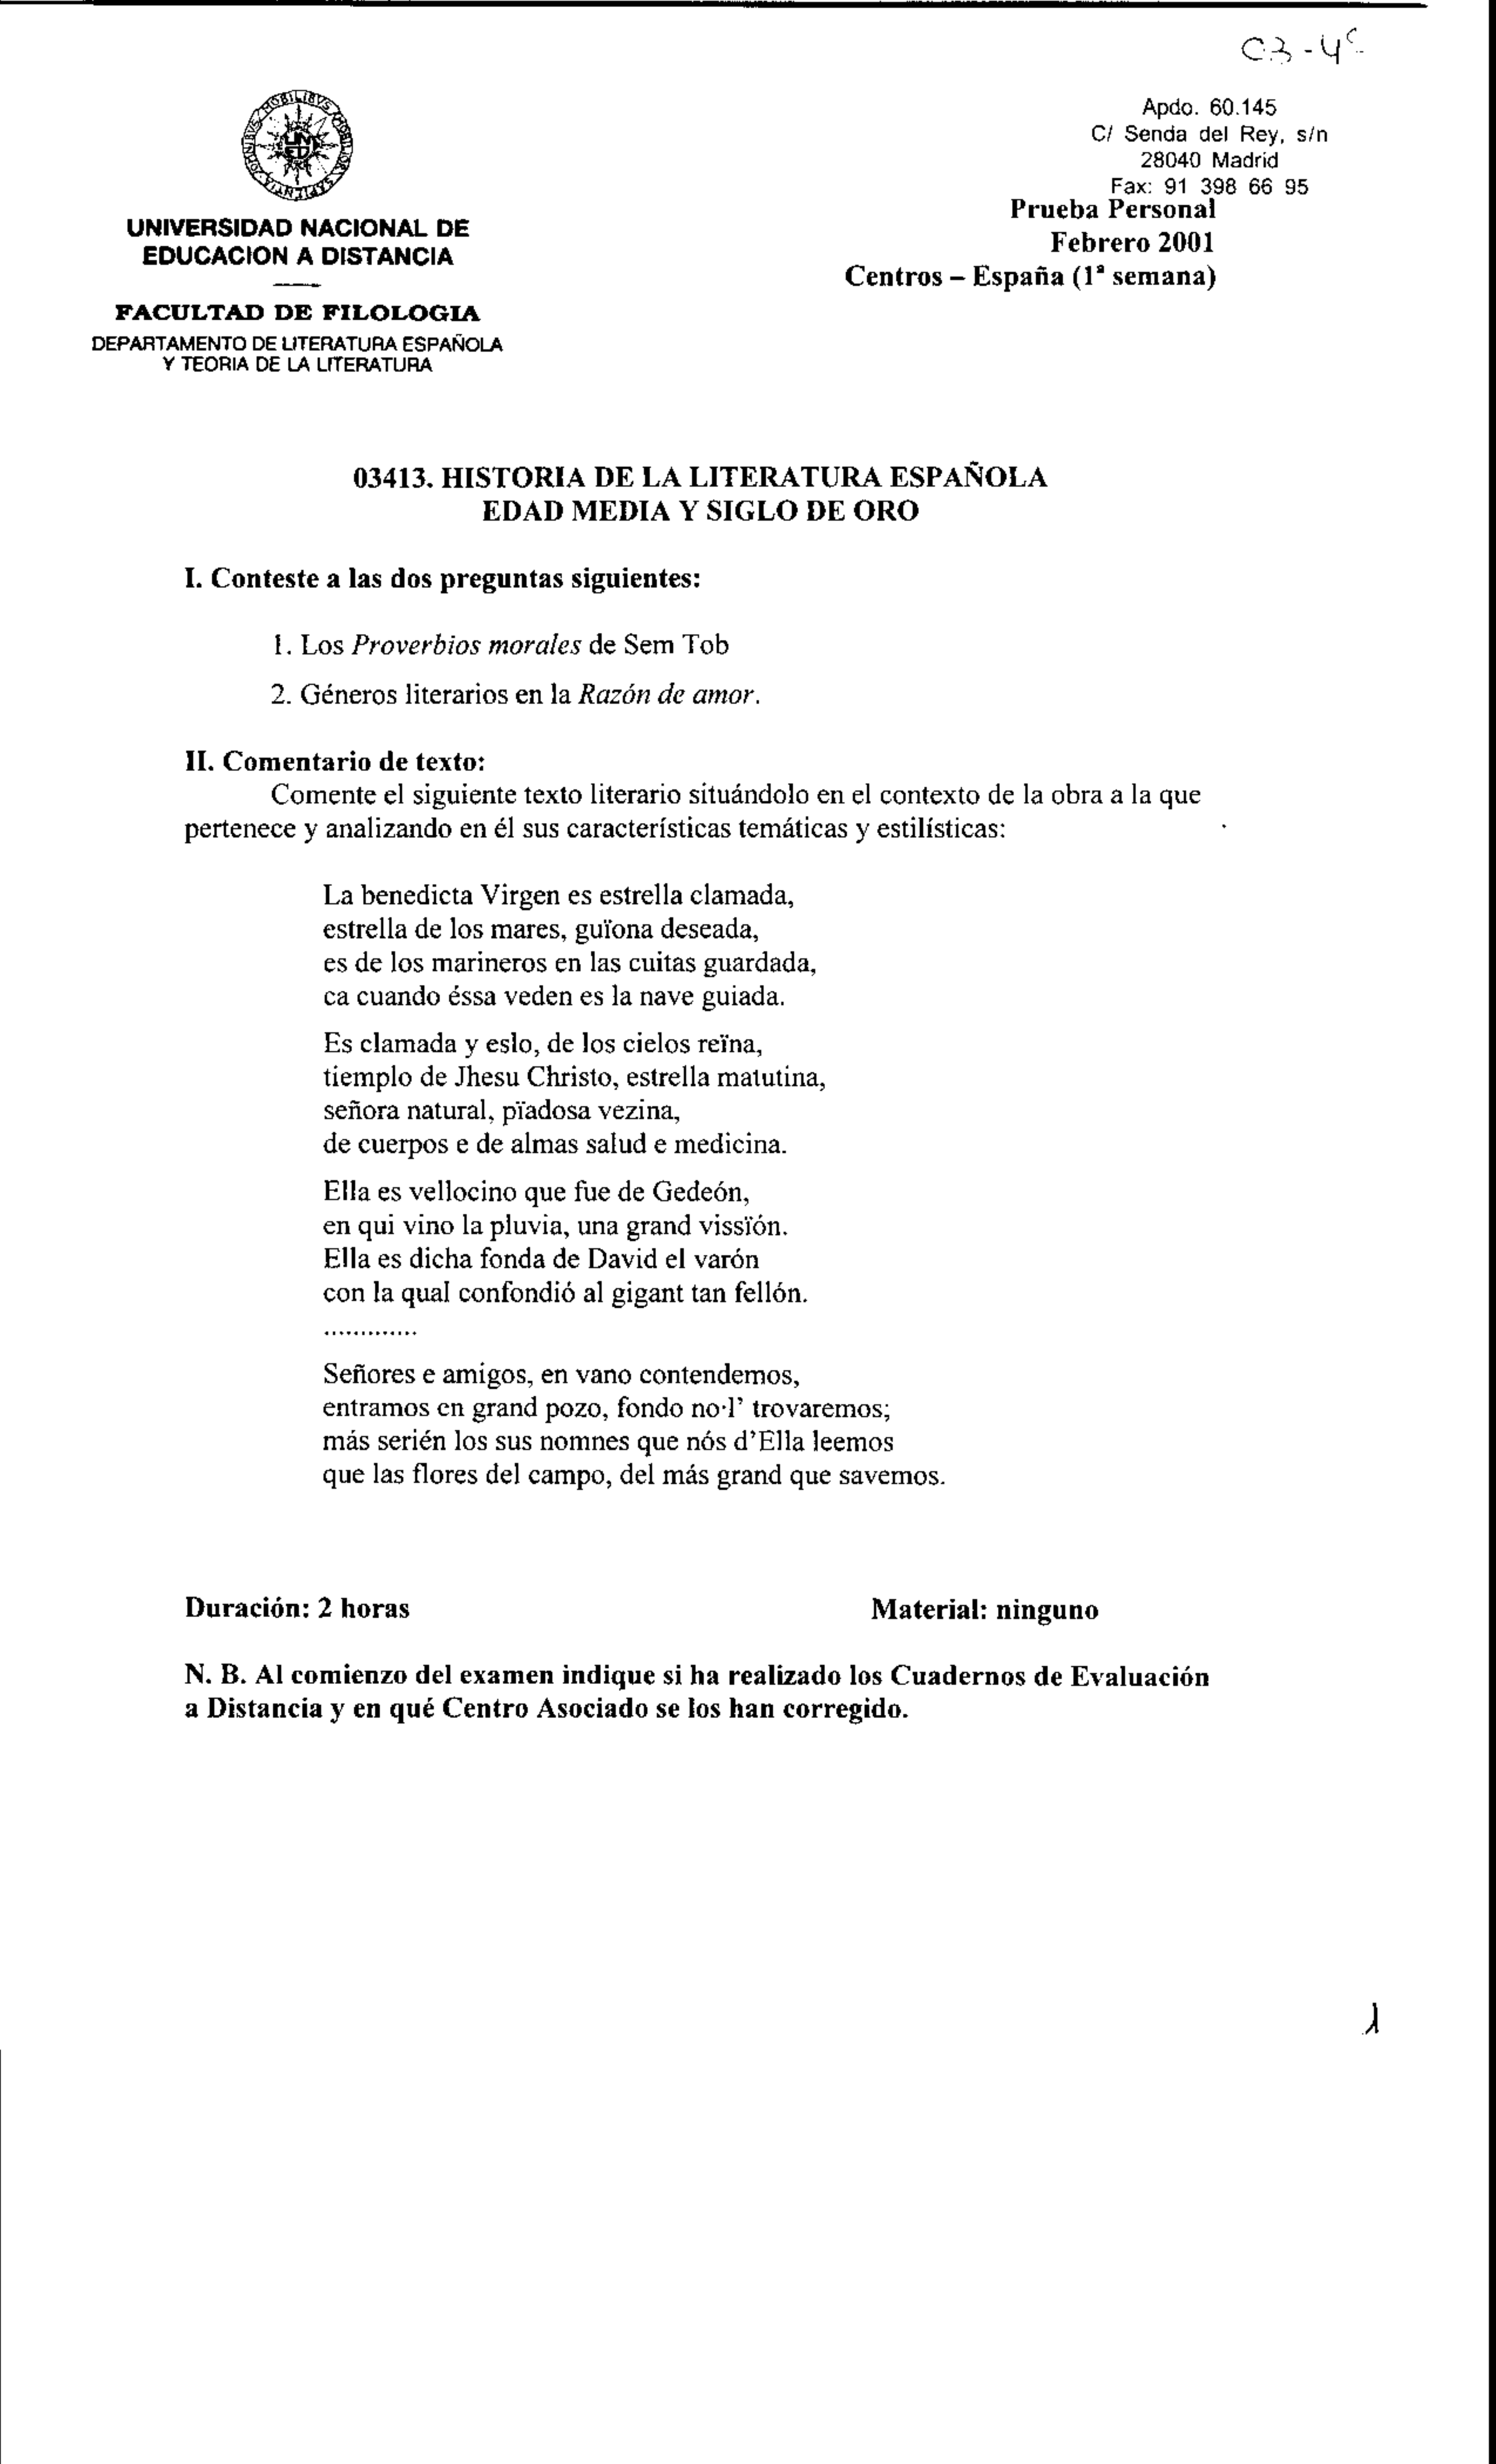 C3-4
Apdo. 60.145
C/ Senda del Rey, s/n
28040 Madrid
Fax: 91 398 66 95
UNIVERSIDAD NACIONAL DE
EDUCACION A DISTANCIA
FACULTAD DE FILOLOGIA
DEPARTAMENTO DE LITERATURA ESPAÑOLA
Y TEORIA DE LA LITERATURA
Prueba Personal
Febrero 2001
Centros – España (1ª semana)
03413. HISTORIA DE LA LITERATURA ESPAÑOLA
EDAD MEDIA Y SIGLO DE ORO
I. Conteste a las dos preguntas siguientes:
1. Los Proverbios morales de Sem Tob
2. Géneros literarios en la Razón de amor.
II. Comentario de texto:
Comente el siguiente texto literario situándolo en el contexto de la obra a la que
pertenece y analizando en él sus características temáticas y estilísticas:
La benedicta Virgen es estrella clamada,
estrella de los mares, guïona deseada,
es de los marineros en las cuitas guardada,
ca cuando éssa veden es la nave guiada.
Es clamada y eslo, de los cielos reïna,
tiemplo de Jhesu Christo, estrella matutina,
señora natural, pïadosa vezina,
de cuerpos e de almas salud e medicina.
Ella es vellocino que fue de Gedeón,
en qui vino la pluvia, una grand vissïón.
Ella es dicha fonda de David el varón
con la qual confondió al gigant tan fellón.
.............
Señores e amigos, en vano contendemos,
entramos en grand pozo, fondo no·l’ trovaremos;
más serién los sus nomnes que nós d’Ella leemos
que las flores del campo, del más grand que savemos.
Duración: 2 horas Material: ninguno
N. B. Al comienzo del examen indique si ha realizado los Cuadernos de Evaluación
a Distancia y en qué Centro Asociado se los han corregido.